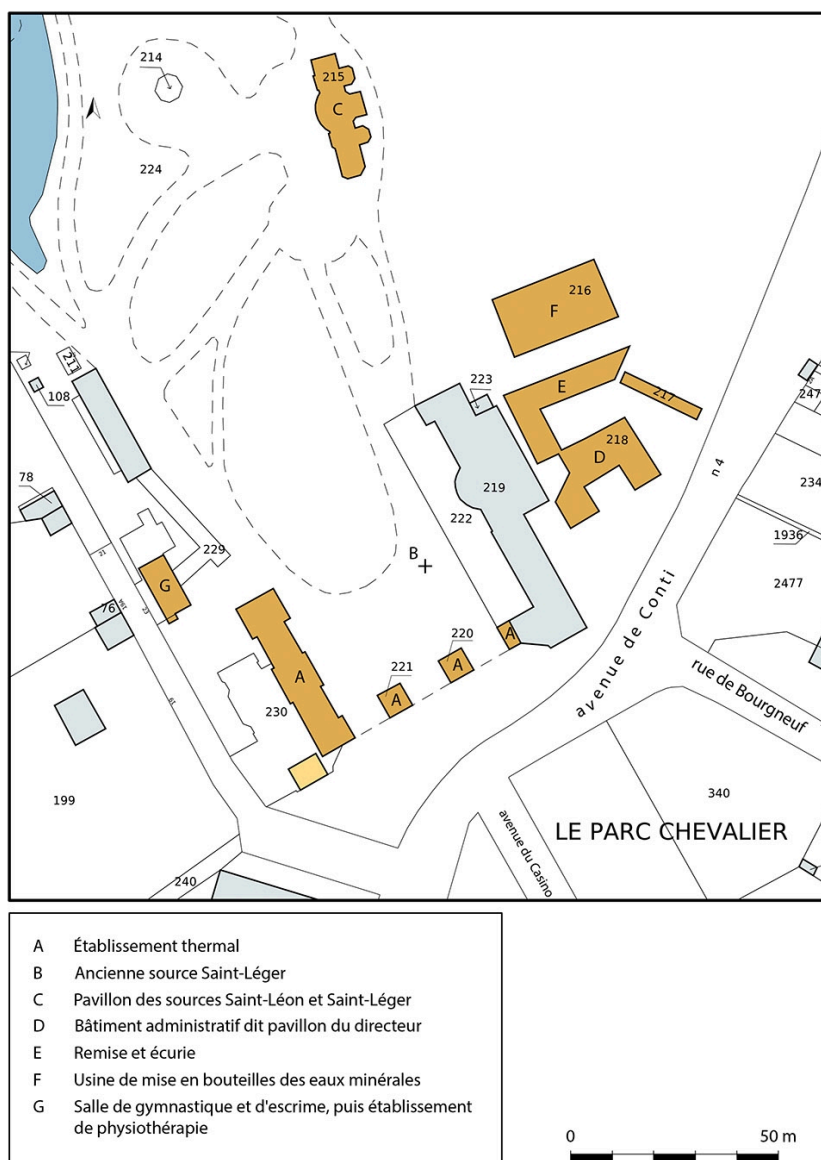 214
215
C
224
216
F
E
217
223
D
218
219
222
B
211
108
78
229
G
76
21
23
19A
19
A
230
221
A
220
A
A
199
240
avenue de Conti
n 4
rue de Bourgneuf
avenue du Casino
340
LE PARC CHEVALIER
247
234
1936
2477
A Établissement thermal
B Ancienne source Saint-Léger
C Pavillon des sources Saint-Léon et Saint-Léger
D Bâtiment administratif dit pavillon du directeur
E Remise et écurie
F Usine de mise en bouteilles des eaux minérales
G Salle de gymnastique et d'escrime, puis établissement
de physiothérapie
0 50 m